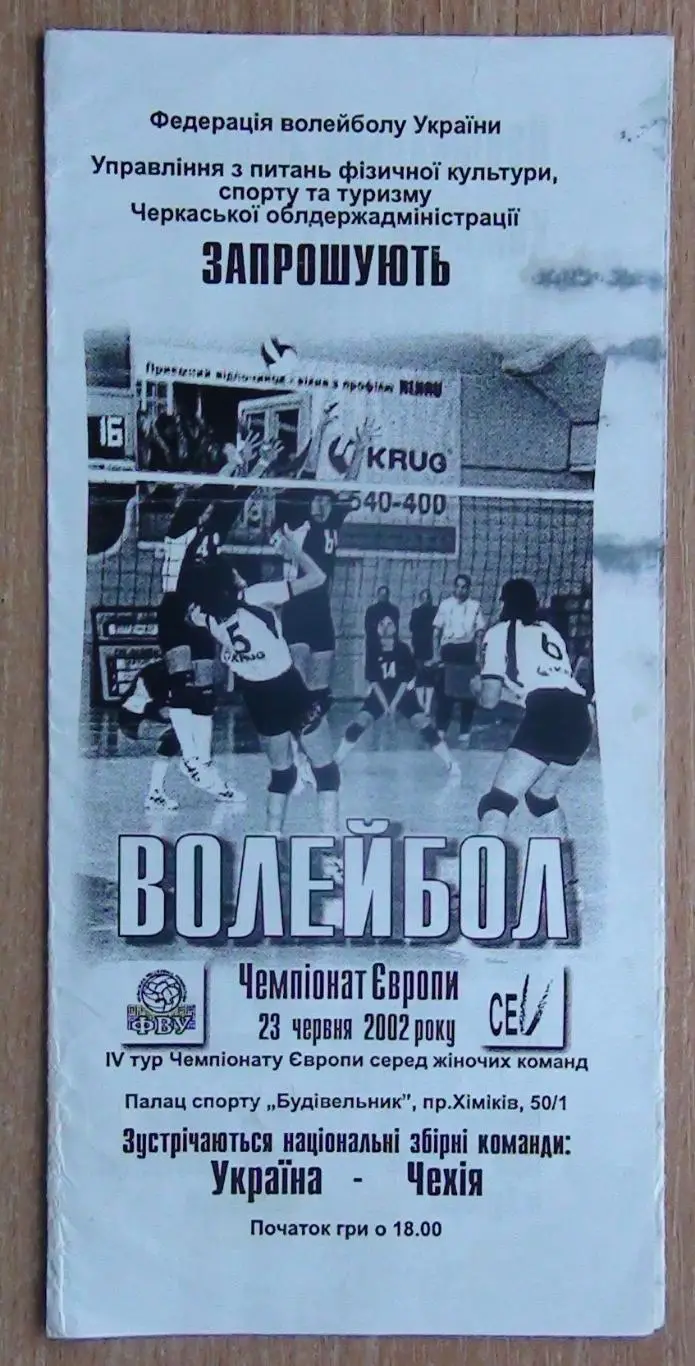 Федерація волейболу України
Управління з питань фізичної культури,
спорту та туризму
Черкаської облдержадміністрації
ЗАПРОШУЮТЬ
16
KRUG
540-400
4
6
5
14
6
KRUG
ВОЛЕЙБОЛ
ФВУ
Чемпіонат Європи
23 червня 2002 року
CEV
IV тур Чемпіонату Європи серед жіночих команд
Палац спорту „Будівельник”, пр.Хіміків, 50/1
Зустрічаються національні збірні команди:
Україна - Чехія
Початок гри о 18.00